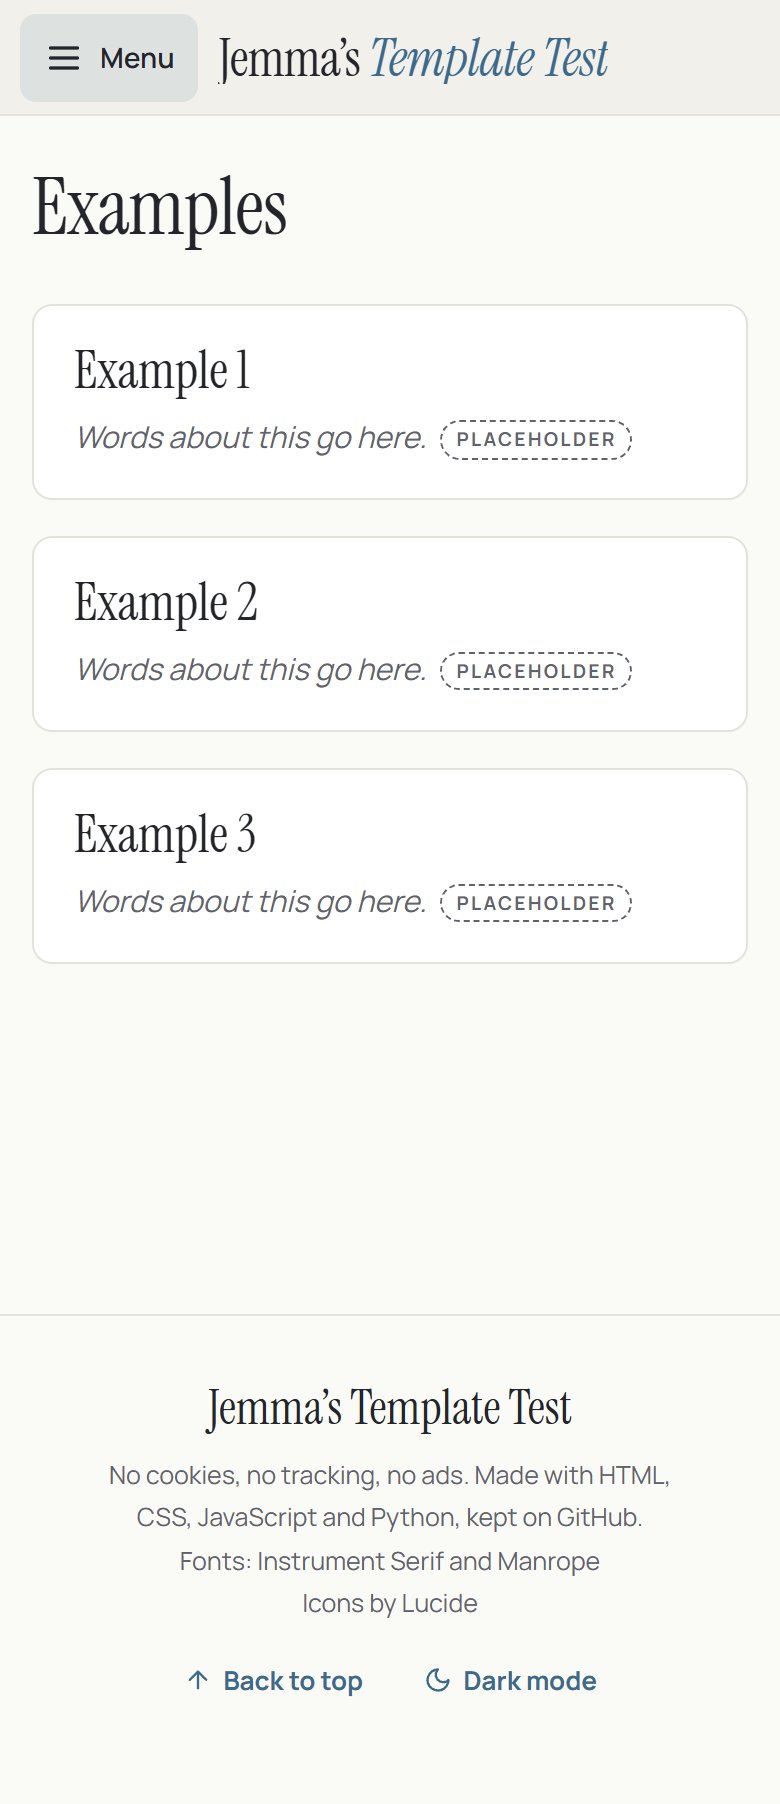 Menu
Jemma’s Template Test
Examples
Example 1
Words about this go here. PLACEHOLDER
Example 2
Words about this go here. PLACEHOLDER
Example 3
Words about this go here. PLACEHOLDER
Jemma’s Template Test
No cookies, no tracking, no ads. Made with HTML,
CSS, JavaScript and Python, kept on GitHub.
Fonts: Instrument Serif and Manrope
Icons by Lucide
Back to top
Dark mode